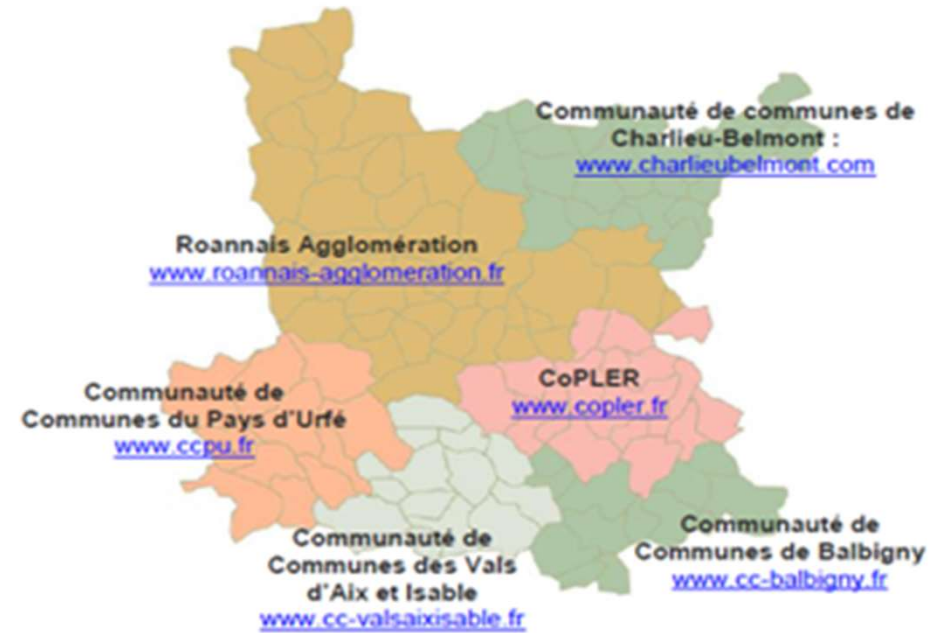 Communauté de communes de
Charlieu-Belmont :
www.charlieubelmont.com
Roannais Agglomération
www.roannais-agglomeration.fr
CoPLER
www.copler.fr
Communauté de
Communes du Pays d'Urfé
www.ccpu.fr
Communauté de
Communes de Balbigny
www.cc-balbigny.fr
Communauté de
Communes des Vals
d'Aix et Isable
www.cc-valsaixisable.fr